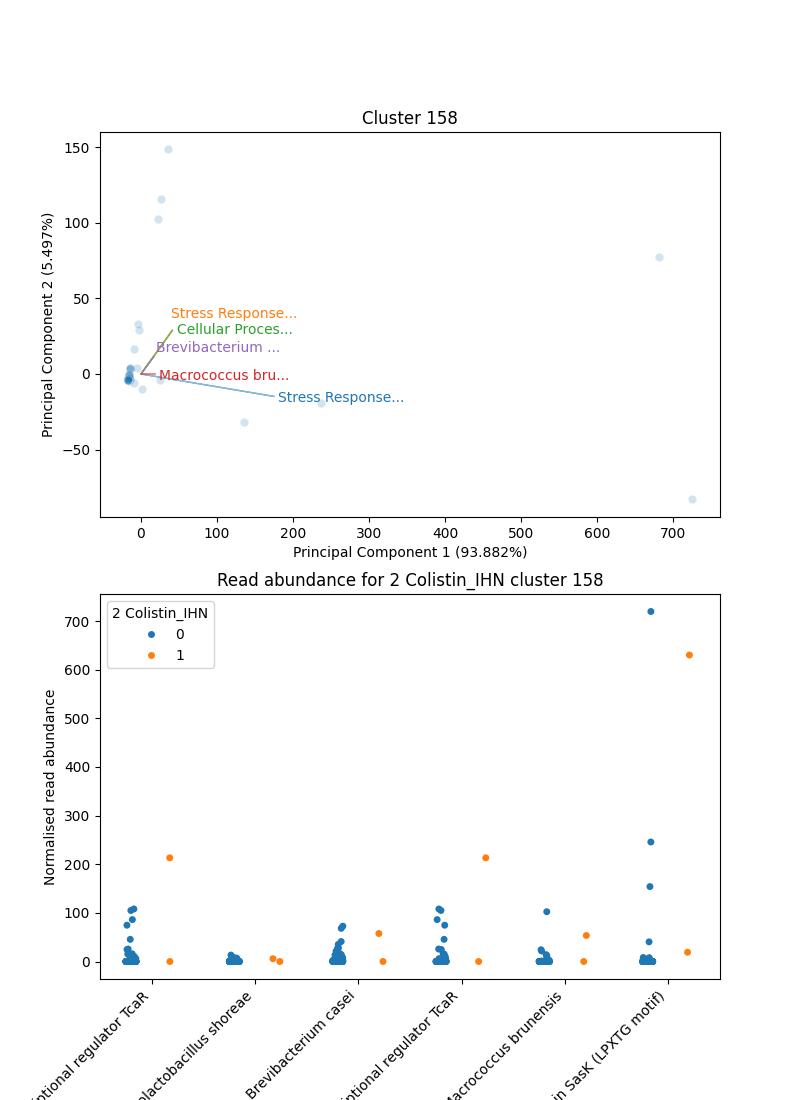 Cluster 158
150
100
50
0
−50
Principal Component 2 (5.497%)
Stress Response...
Cellular Proces...
Brevibacterium ...
Macrococcus bru...
Stress Response...
0 100 200 300 400 500 600 700
Principal Component 1 (93.882%)
Read abundance for 2 Colistin_IHN cluster 158
2 Colistin_IHN
0
1
700
600
500
400
300
200
100
0
Normalised read abundance
ptional regulator TcaR
olactobacillus shoreae
Brevibacterium casei
ptional regulator TcaR
Macrococcus brunensis
in SasK (LPXTG motif)